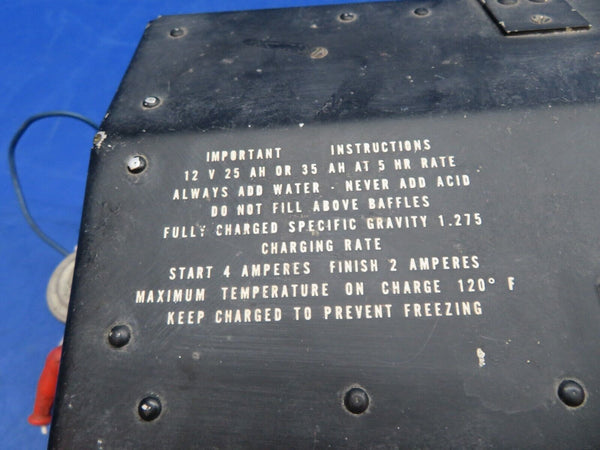 IMPORTANT INSTRUCTIONS
12 V 25 AH OR 35 AH AT 5 HR RATE
ALWAYS ADD WATER - NEVER ADD ACID
DO NOT FILL ABOVE BAFFLES
FULLY CHARGED SPECIFIC GRAVITY 1.275
CHARGING RATE
START 4 AMPERES FINISH 2 AMPERES
MAXIMUM TEMPERATURE ON CHARGE 120° F
KEEP CHARGED TO PREVENT FREEZING